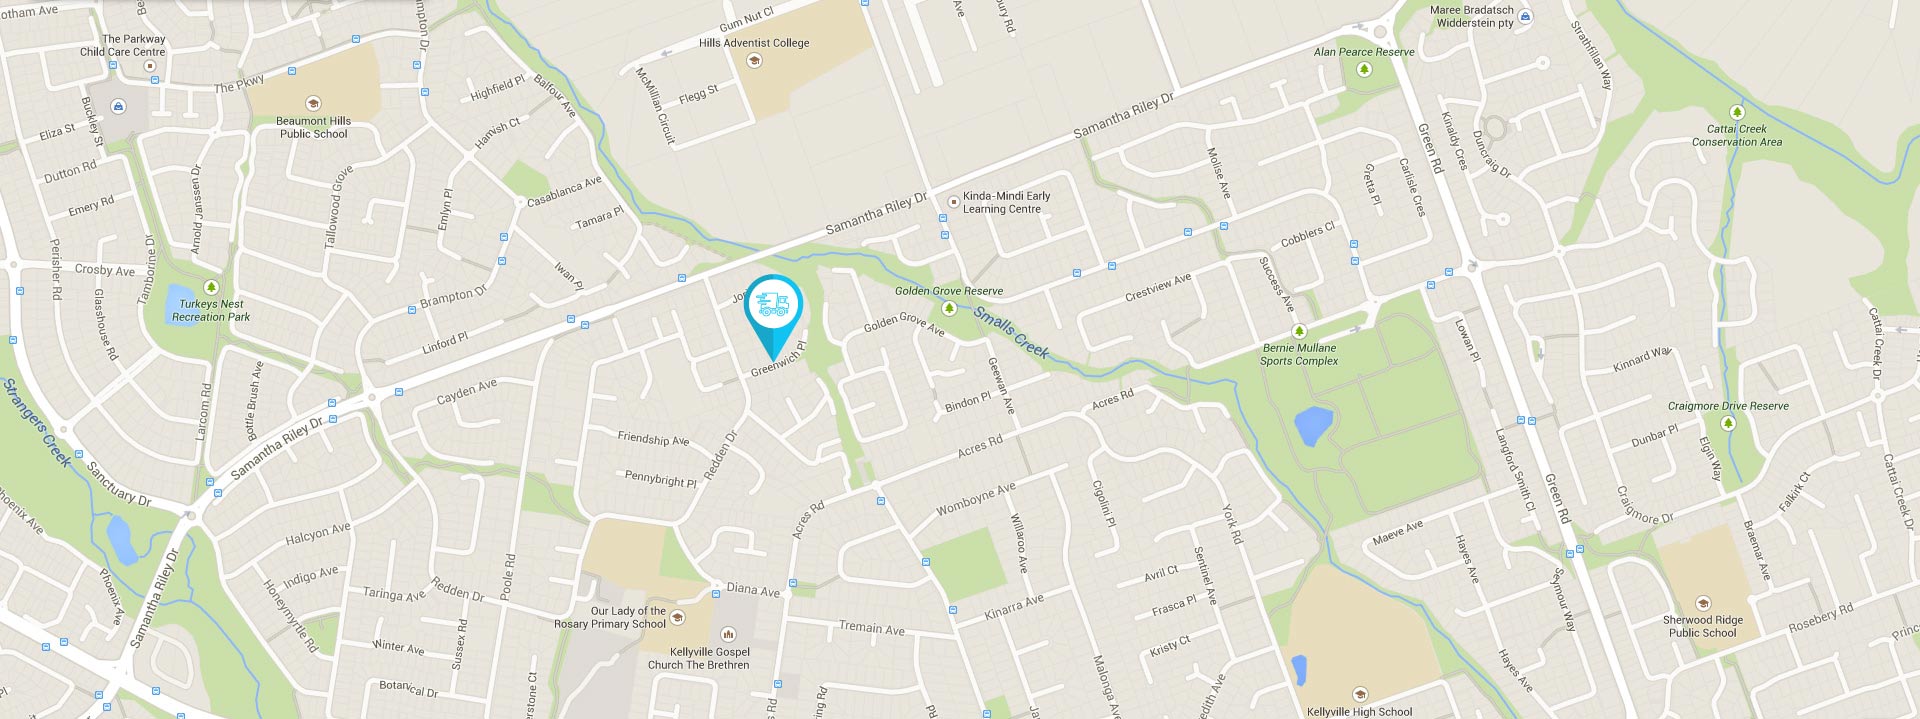 The Parkway
Child Care Centre
The Pkwy
Beaumont Hills
Public School
Highfield Pl
Balfour Ave
Hamish Ct
Gum Nut Cl
Hills Adventist College
McMillian Circuit
Flegg St
Samantha Riley Dr
Alan Pearce Reserve
Maree Bradatsch
Widderstein pty
Strathfillan Way
Cattai Creek
Conservation Area
Buckley St
Eliza St
Dutton Rd
Emery Rd
Perisher Rd
Crosby Ave
Glasshouse Rd
Tamborine Dr
Arnold Janssen Dr
Turkeys Nest
Recreation Park
Tallowood Grove
Emlyn Pl
Casablanca Ave
Tamara Pl
Iwan Pl
Brampton Dr
Linford Pl
Samantha Riley Dr
Kinda-Mindi Early
Learning Centre
Molise Ave
Gretta Pl
Carlisle Cres
Green Rd
Kinaldy Cres
Duncraig Dr
Cobblers Cl
Success Ave
Crestview Ave
Golden Grove Reserve
Smalls Creek
Golden Grove Ave
Greenwich Pl
Geewan Ave
Bindon Pl
Acres Rd
Acres Rd
Bernie Mullane
Sports Complex
Lowan Pl
Kinnard Way
Cattai Creek Dr
Craigmore Drive Reserve
Dunbar Pl
Elgin Way
Falkirk Ct
Cattai Creek Dr
Craigmore Dr
Braemar Ave
Langford Smith Cl
Green Rd
Strangers Creek
Larcom Rd
Bottle Brush Ave
Samantha Riley Dr
Cayden Ave
Friendship Ave
Pennybright Pl
Redden Dr
Acres Rd
Womboyne Ave
Willaroo Ave
Cigolini Pl
York Rd
Maeve Ave
Hayes Ave
Seymour Way
Hayes Ave
Sanctuary Dr
Phoenix Ave
Phoenix Ave
Samantha Riley Dr
Halcyon Ave
Indigo Ave
Honeymyrtle Rd
Taringa Ave
Redden Dr
Poole Rd
Winter Ave
Sussex Rd
Botanical Dr
Our Lady of the
Rosary Primary School
Diana Ave
Kellyville Gospel
Church The Brethren
Tremain Ave
Kinarra Ave
Malonga Ave
Avril Ct
Frasca Pl
Kristy Ct
Sentinel Ave
Kellyville High School
Sherwood Ridge
Public School
Rosebery Rd